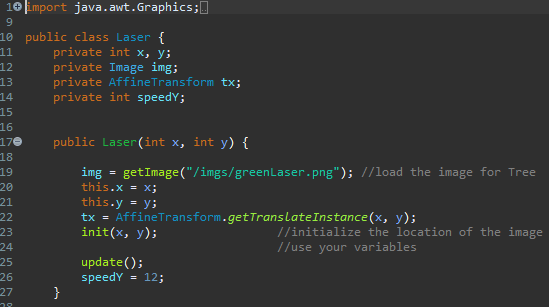 1 import java.awt.Graphics;
9
10 public class Laser {
11     private int x, y;
12     private Image img;
13     private AffineTransform tx;
14     private int speedY;
15
16
17     public Laser(int x, int y) {
18
19         img = getImage("/imgs/greenLaser.png"); //load the image for Tree
20         this.x = x;
21         this.y = y;
22         tx = AffineTransform.getTranslateInstance(x, y);
23         init(x, y);                 //initialize the location of the image
24                                     //use your variables
25         update();
26         speedY = 12;
27     }
28